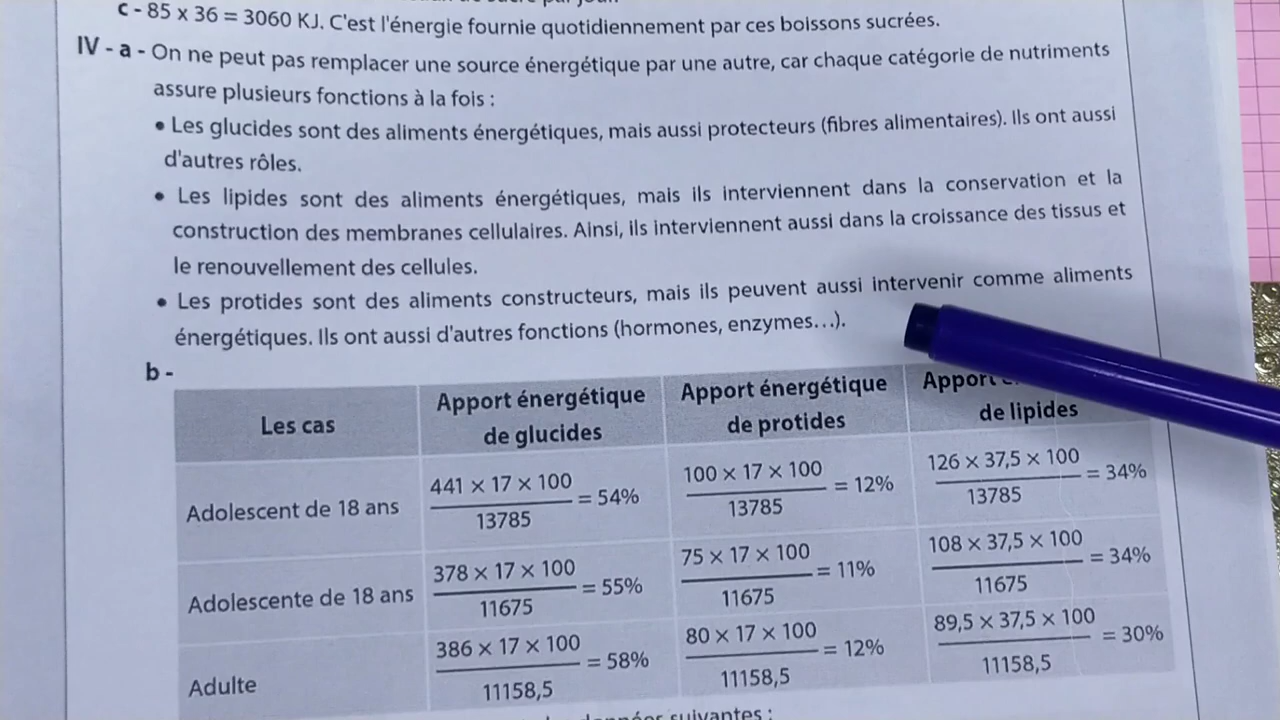 c - 85 x 36 = 3060 KJ. C'est l'énergie fournie quotidiennement par ces boissons sucrées.
IV - a - On ne peut pas remplacer une source énergétique par une autre, car chaque catégorie de nutriments
assure plusieurs fonctions à la fois :
• Les glucides sont des aliments énergétiques, mais aussi protecteurs (fibres alimentaires). Ils ont aussi
d'autres rôles.
• Les lipides sont des aliments énergétiques, mais ils interviennent dans la conservation et la
construction des membranes cellulaires. Ainsi, ils interviennent aussi dans la croissance des tissus et
le renouvellement des cellules.
• Les protides sont des aliments constructeurs, mais ils peuvent aussi intervenir comme aliments
énergétiques. Ils ont aussi d'autres fonctions (hormones, enzymes...).
b -
Les cas
Apport énergétique
de glucides
Apport énergétique
de protides
Apport
de lipides
Adolescent de 18 ans
441 × 17 × 100
13785
= 54%
100 × 17 × 100
13785
= 12%
126 × 37,5 × 100
13785
= 34%
Adolescente de 18 ans
378 × 17 × 100
11675
= 55%
75 × 17 × 100
11675
= 11%
108 × 37,5 × 100
11675
= 34%
Adulte
386 × 17 × 100
11158,5
= 58%
80 × 17 × 100
11158,5
= 12%
89,5 × 37,5 × 100
11158,5
= 30%
données suivantes :